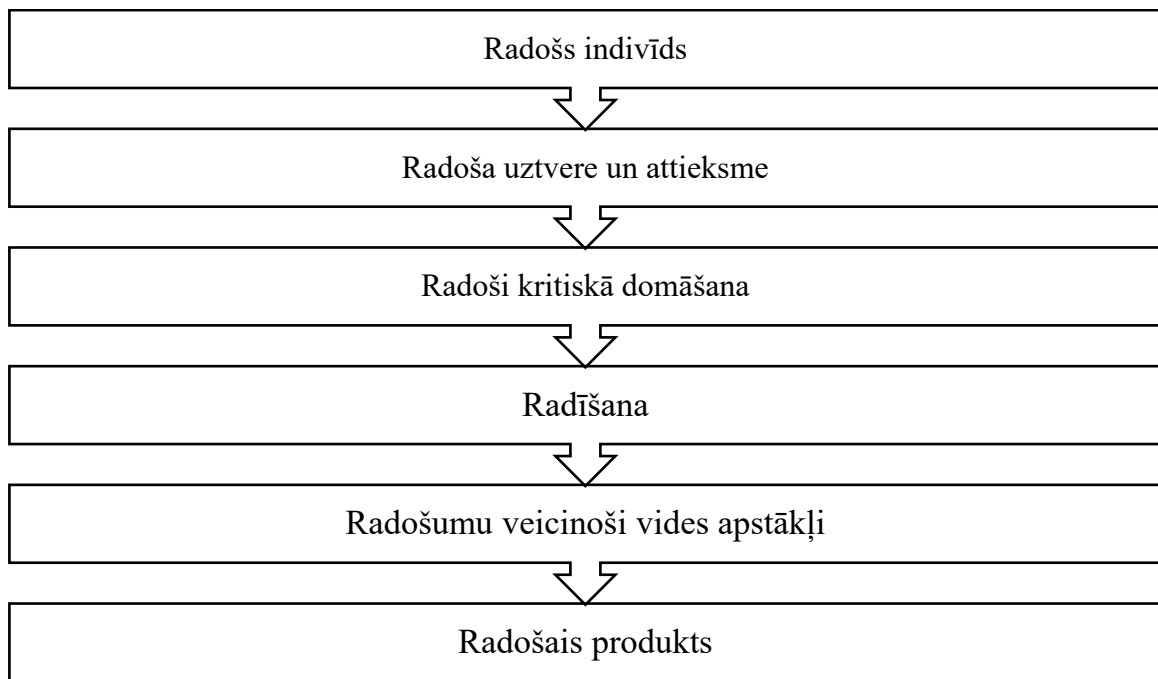 Radošs indivīds
Radoša uztvere un attieksme
Radoši kritiskā domāšana
Radīšana
Radošumu veicinoši vides apstākļi
Radošais produkts